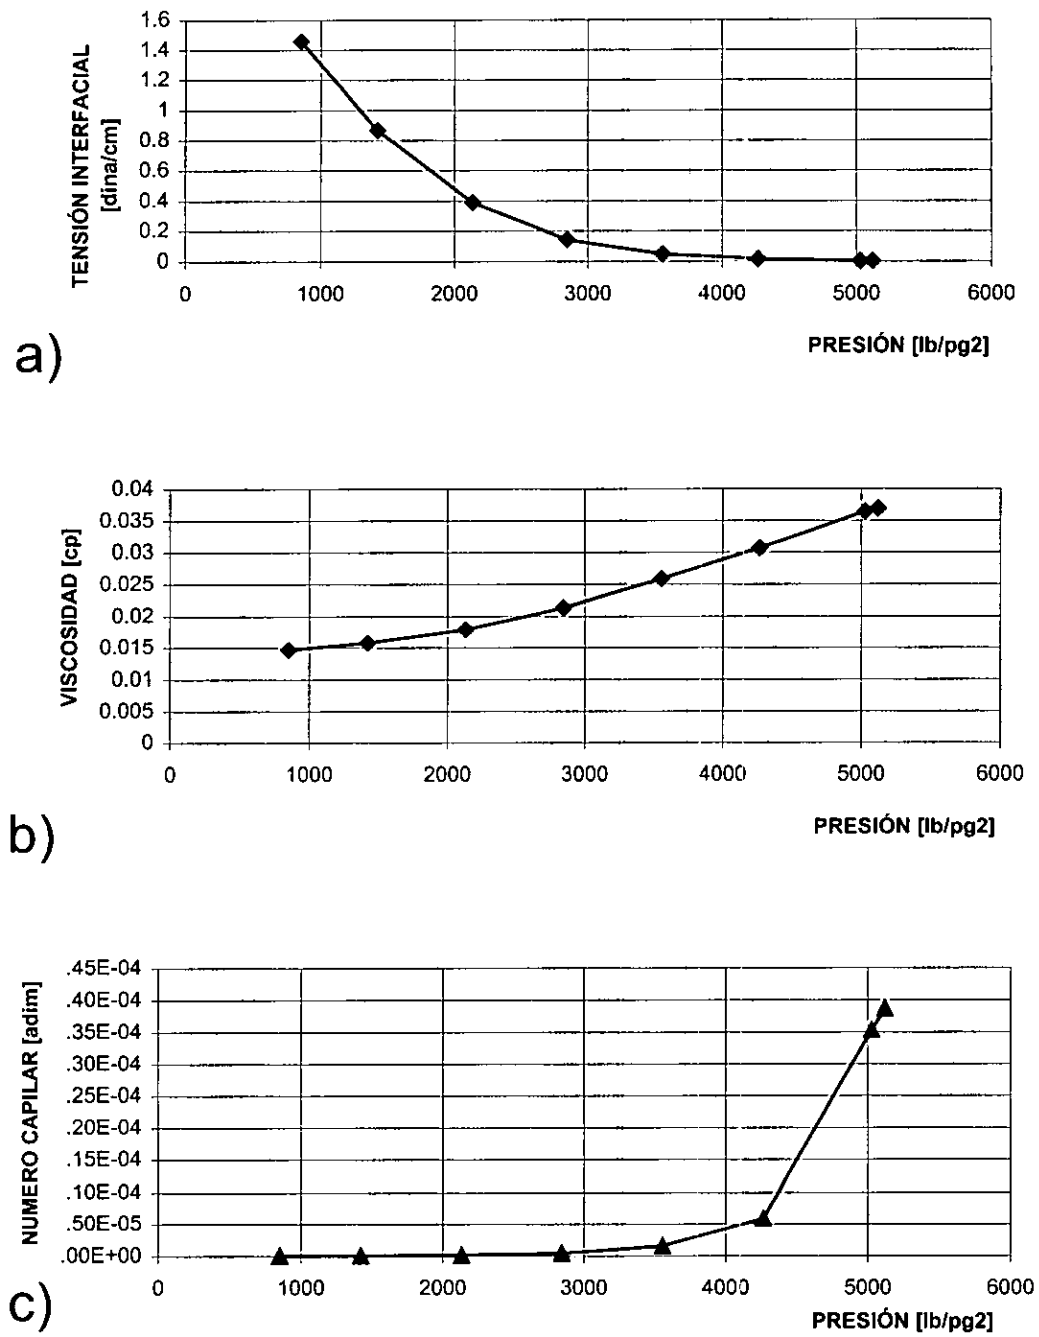 1.6
1.4
1.2
1
0.8
0.6
0.4
0.2
0
TENSIÓN INTERFACIAL
[dina/cm]
0 1000 2000 3000 4000 5000 6000
PRESIÓN [lb/pg2]
a)
0.04
0.035
0.03
0.025
0.02
0.015
0.01
0.005
0
VISCOSIDAD [cp]
0 1000 2000 3000 4000 5000 6000
PRESIÓN [lb/pg2]
b)
.45E-04
.40E-04
.35E-04
.30E-04
.25E-04
.20E-04
.15E-04
.10E-04
.50E-05
.00E+00
NUMERO CAPILAR [adim]
0 1000 2000 3000 4000 5000 6000
PRESIÓN [lb/pg2]
c)